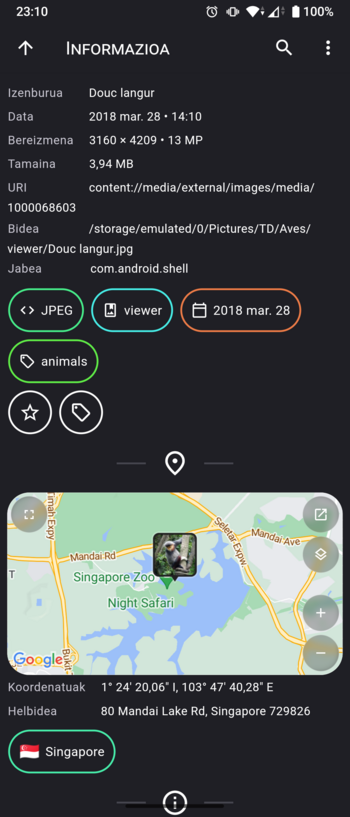 23:10
100%
INFORMAZIOA
Izenburua Douc langur
Data 2018 mar. 28 • 14:10
Bereizmena 3160 × 4209 • 13 MP
Tamaina 3,94 MB
URI content://media/external/images/media/
1000068603
Bidea /storage/emulated/0/Pictures/TD/Aves/
viewer/Douc langur.jpg
Jabea com.android.shell
JPEG viewer 2018 mar. 28
animals
Seletar Expy.
Mandai Ave
Mandai Rd
T
Singapore Zoo
Night Safari
Google
Bukit
Koordenatuak 1° 24′ 20,06″ I, 103° 47′ 40,28″ E
Helbidea 80 Mandai Lake Rd, Singapore 729826
Singapore